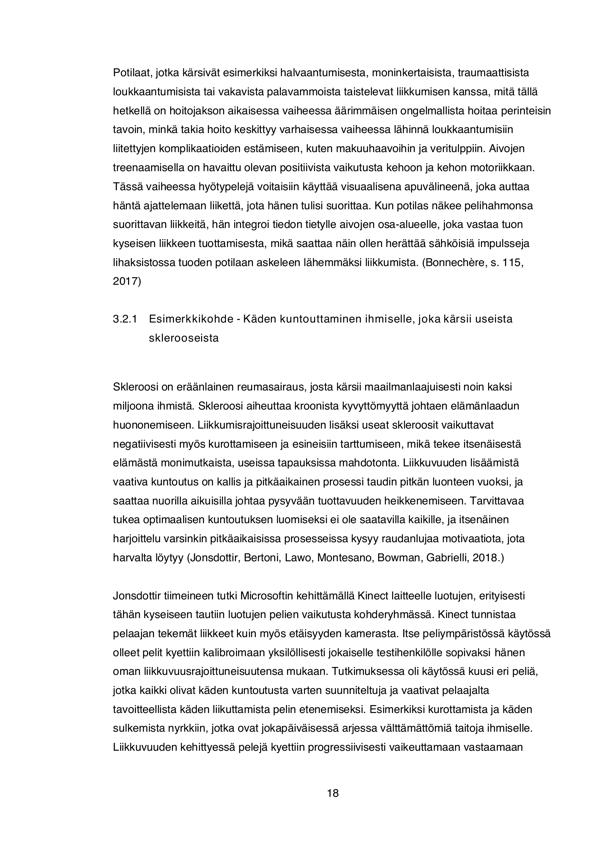 Potilaat, jotka kärsivät esimerkiksi halvaantumisesta, moninkertaisista, traumaattisista
loukkaantumisista tai vakavista palavammoista taistelevat liikkumisen kanssa, mitä tällä
hetkellä on hoitojakson aikaisessa vaiheessa äärimmäisen ongelmallista hoitaa perinteisin
tavoin, minkä takia hoito keskittyy varhaisessa vaiheessa lähinnä loukkaantumisiin
liitettyjen komplikaatioiden estämiseen, kuten makuuhaavoihin ja veritulppiin. Aivojen
treenaamisella on havaittu olevan positiivista vaikutusta kehoon ja kehon motoriikkaan.
Tässä vaiheessa hyötypelejä voitaisiin käyttää visuaalisena apuvälineenä, joka auttaa
häntä ajattelemaan liikettä, jota hänen tulisi suorittaa. Kun potilas näkee pelihahmonsa
suorittavan liikkeitä, hän integroi tiedon tietylle aivojen osa-alueelle, joka vastaa tuon
kyseisen liikkeen tuottamisesta, mikä saattaa näin ollen herättää sähköisiä impulsseja
lihaksistossa tuoden potilaan askeleen lähemmäksi liikkumista. (Bonnechère, s. 115,
2017)
3.2.1 Esimerkkikohde - Käden kuntouttaminen ihmiselle, joka kärsii useista
sklerooseista
Skleroosi on eräänlainen reumasairaus, josta kärsii maailmanlaajuisesti noin kaksi
miljoona ihmistä. Skleroosi aiheuttaa kroonista kyvyttömyyttä johtaen elämänlaadun
huononemiseen. Liikkumisrajoittuneisuuden lisäksi useat skleroosit vaikuttavat
negatiivisesti myös kurottamiseen ja esineisiin tarttumiseen, mikä tekee itsenäisestä
elämästä monimutkaista, useissa tapauksissa mahdotonta. Liikkuvuuden lisäämistä
vaativa kuntoutus on kallis ja pitkäaikainen prosessi taudin pitkän luonteen vuoksi, ja
saattaa nuorilla aikuisilla johtaa pysyvään tuottavuuden heikkenemiseen. Tarvittavaa
tukea optimaalisen kuntoutuksen luomiseksi ei ole saatavilla kaikille, ja itsenäinen
harjoittelu varsinkin pitkäaikaisissa prosesseissa kysyy raudanlujaa motivaatiota, jota
harvalta löytyy (Jonsdottir, Bertoni, Lawo, Montesano, Bowman, Gabrielli, 2018.)
Jonsdottir tiimeineen tutki Microsoftin kehittämällä Kinect laitteelle luotujen, erityisesti
tähän kyseiseen tautiin luotujen pelien vaikutusta kohderyhmässä. Kinect tunnistaa
pelaajan tekemät liikkeet kuin myös etäisyyden kamerasta. Itse peliympäristössä käytössä
olleet pelit kyettiin kalibroimaan yksilöllisesti jokaiselle testihenkilölle sopivaksi hänen
oman liikkuvuusrajoittuneisuutensa mukaan. Tutkimuksessa oli käytössä kuusi eri peliä,
jotka kaikki olivat käden kuntoutusta varten suunniteltuja ja vaativat pelaajalta
tavoitteellista käden liikuttamista pelin etenemiseksi. Esimerkiksi kurottamista ja käden
sulkemista nyrkkiin, jotka ovat jokapäiväisessä arjessa välttämättömiä taitoja ihmiselle.
Liikkuvuuden kehittyessä pelejä kyettiin progressiivisesti vaikeuttamaan vastaamaan
18